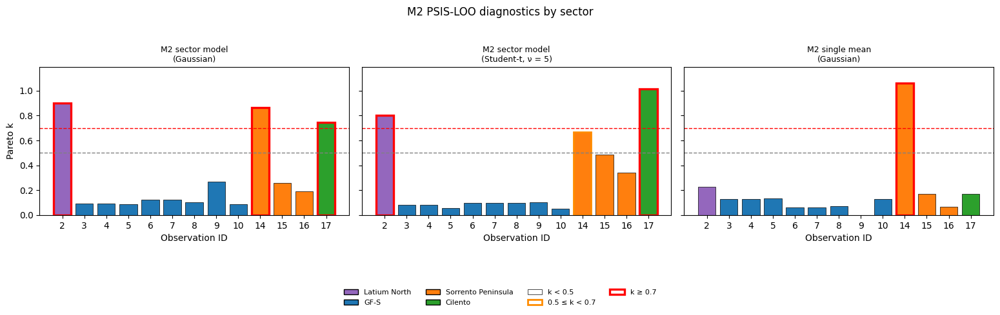 M2 PSIS-LOO diagnostics by sector
M2 sector model
(Gaussian)
M2 sector model
(Student-t, ν = 5)
M2 single mean
(Gaussian)
Pareto k
1.0
0.8
0.6
0.4
0.2
0.0
2 3 4 5 6 7 8 9 10 14 15 16 17
2 3 4 5 6 7 8 9 10 14 15 16 17
2 3 4 5 6 7 8 9 10 14 15 16 17
Observation ID
Observation ID
Observation ID
Latium North
GF-S
Sorrento Peninsula
Cilento
k < 0.5
0.5 ≤ k < 0.7
k ≥ 0.7